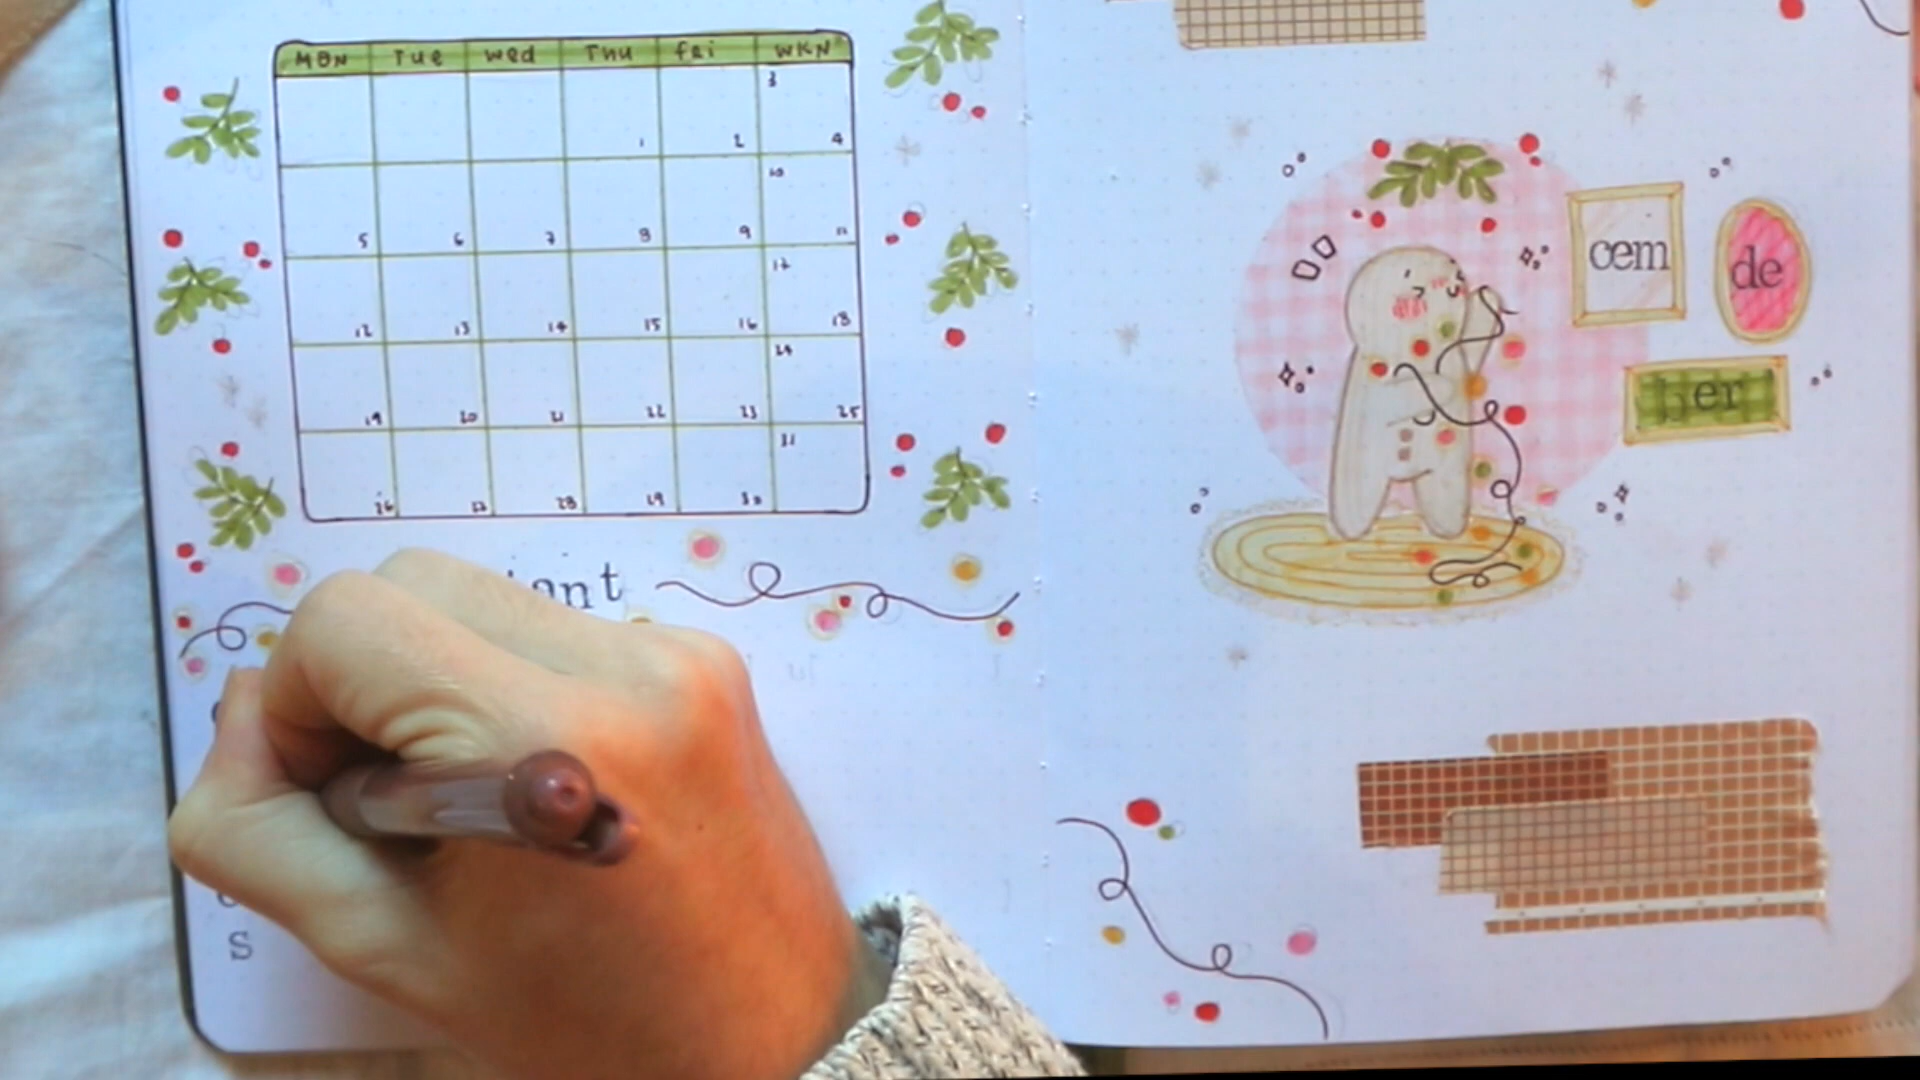 MON Tue wed Thu fri WKN
3
1 2 4
10
5 6 7 8 9 11
17
12 13 14 15 16 18
24
19 20 21 22 23 25
31
26 27 28 29 30
cem de
ber
S